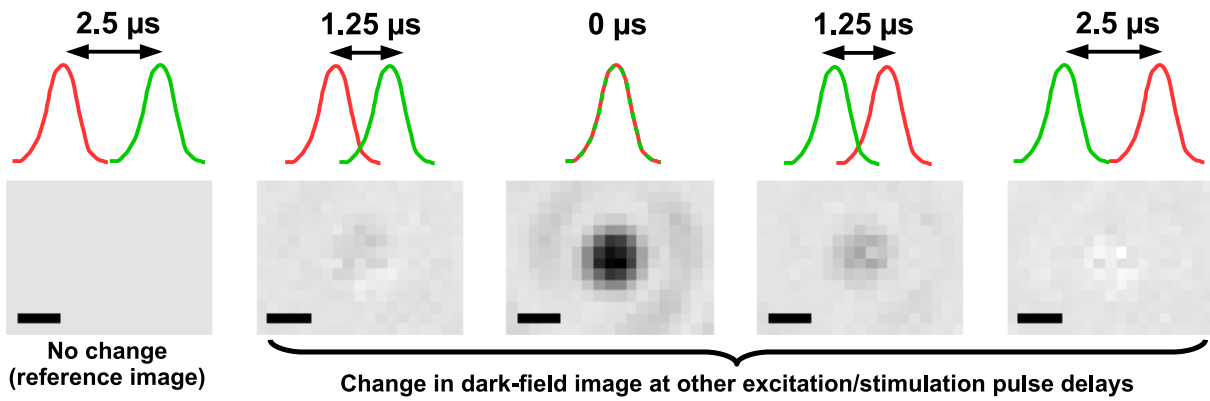 2.5 µs
1.25 µs
0 µs
1.25 µs
2.5 µs
No change
(reference image)
Change in dark-field image at other excitation/stimulation pulse delays